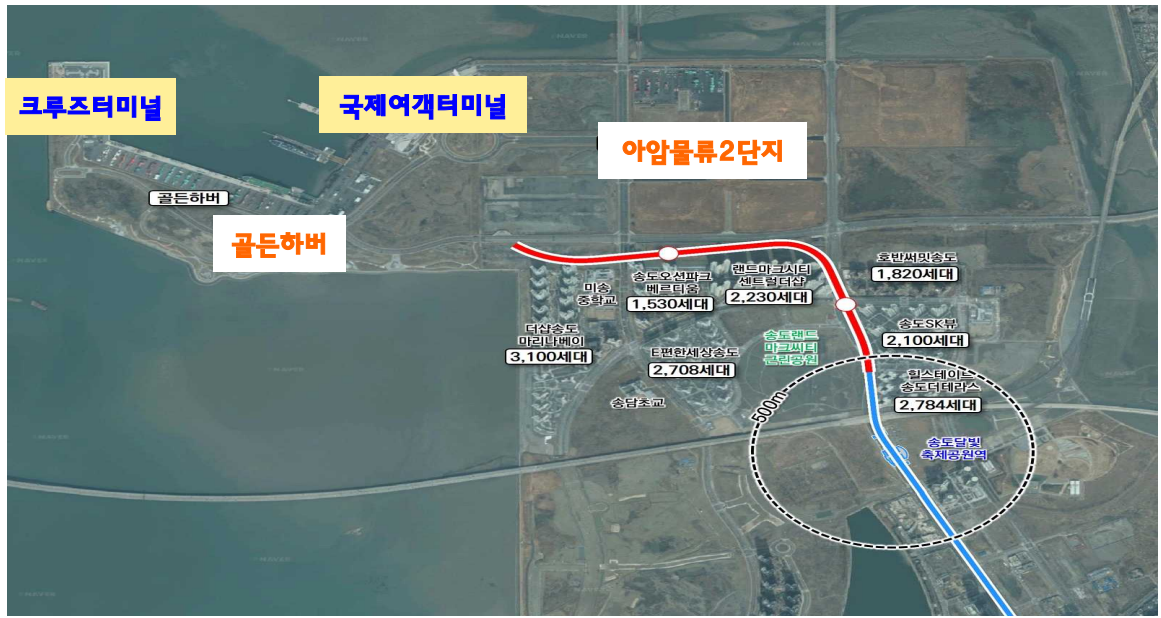 크루즈터미널
국제여객터미널
아암물류2단지
골든하버
골든하버
호반써밋송도
1,820세대
랜드마크시티
센트럴더샵
2,230세대
송도오션파크
베르디움
1,530세대
미송
중학교
더샵송도
마리나베이
3,100세대
송도SK뷰
2,100세대
송도랜드
마크씨티
근린공원
E편한세상송도
2,708세대
힐스테이트
송도더테라스
2,784세대
송담초교
500m
송도달빛
축제공원역
NAVER